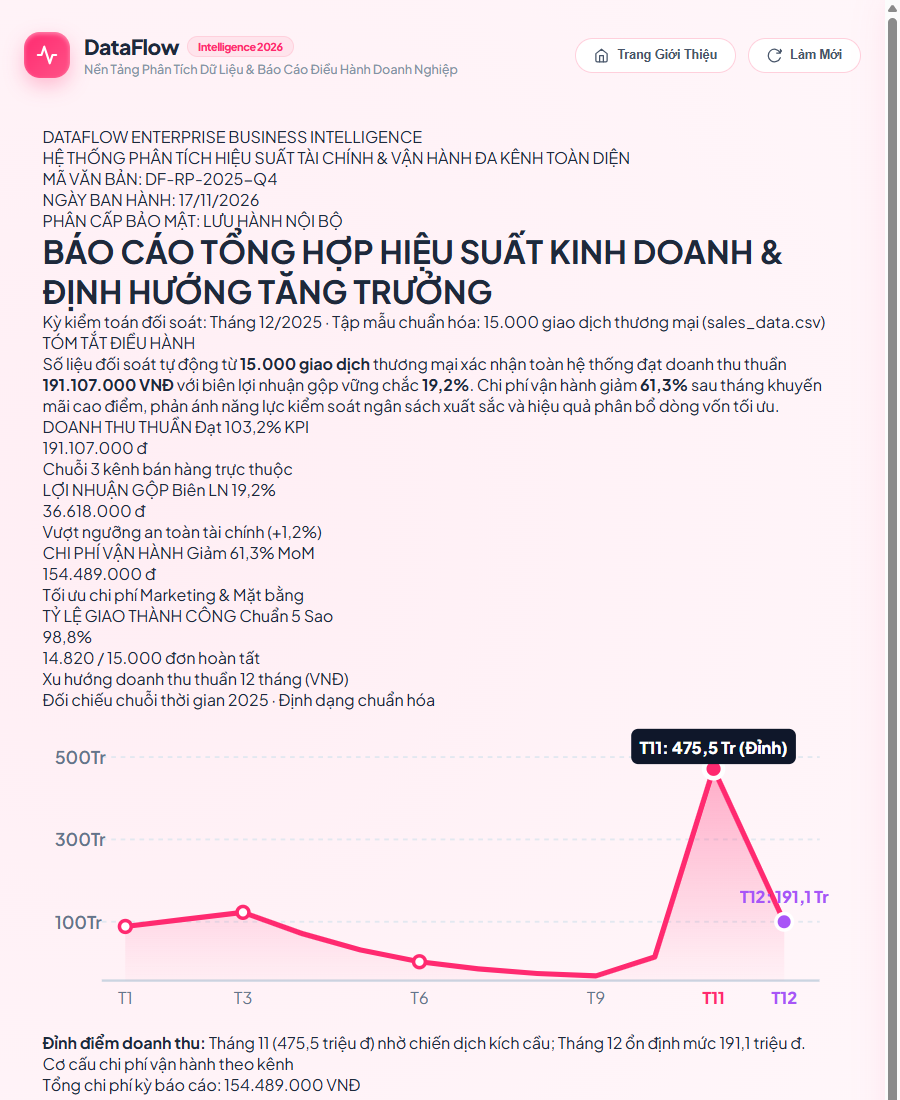 DataFlow Intelligence 2026
Nền Tảng Phân Tích Dữ Liệu & Báo Cáo Điều Hành Doanh Nghiệp
Trang Giới Thiệu
Làm Mới
DATAFLOW ENTERPRISE BUSINESS INTELLIGENCE
HỆ THỐNG PHÂN TÍCH HIỆU SUẤT TÀI CHÍNH & VẬN HÀNH ĐA KÊNH TOÀN DIỆN
MÃ VĂN BẢN: DF-RP-2025-Q4
NGÀY BAN HÀNH: 17/11/2026
PHÂN CẤP BẢO MẬT: LƯU HÀNH NỘI BỘ
BÁO CÁO TỔNG HỢP HIỆU SUẤT KINH DOANH &
ĐỊNH HƯỚNG TĂNG TRƯỞNG
Kỳ kiểm toán đối soát: Tháng 12/2025 · Tập mẫu chuẩn hóa: 15.000 giao dịch thương mại (sales_data.csv)
TÓM TẮT ĐIỀU HÀNH
Số liệu đối soát tự động từ 15.000 giao dịch thương mại xác nhận toàn hệ thống đạt doanh thu thuần
191.107.000 VNĐ với biên lợi nhuận gộp vững chắc 19,2%. Chi phí vận hành giảm 61,3% sau tháng khuyến
mãi cao điểm, phản ánh năng lực kiểm soát ngân sách xuất sắc và hiệu quả phân bổ dòng vốn tối ưu.
DOANH THU THUẦN Đạt 103,2% KPI
191.107.000 đ
Chuỗi 3 kênh bán hàng trực thuộc
LỢI NHUẬN GỘP Biên LN 19,2%
36.618.000 đ
Vượt ngưỡng an toàn tài chính (+1,2%)
CHI PHÍ VẬN HÀNH Giảm 61,3% MoM
154.489.000 đ
Tối ưu chi phí Marketing & Mặt bằng
TỶ LỆ GIAO THÀNH CÔNG Chuẩn 5 Sao
98,8%
14.820 / 15.000 đơn hoàn tất
Xu hướng doanh thu thuần 12 tháng (VNĐ)
Đối chiếu chuỗi thời gian 2025 · Định dạng chuẩn hóa
T11: 475,5 Tr (Đỉnh)
500Tr
300Tr
T12: 191,1 Tr
100Tr
T1 T3 T6 T9 T11 T12
Đỉnh điểm doanh thu: Tháng 11 (475,5 triệu đ) nhờ chiến dịch kích cầu; Tháng 12 ổn định mức 191,1 triệu đ.
Cơ cấu chi phí vận hành theo kênh
Tổng chi phí kỳ báo cáo: 154.489.000 VNĐ